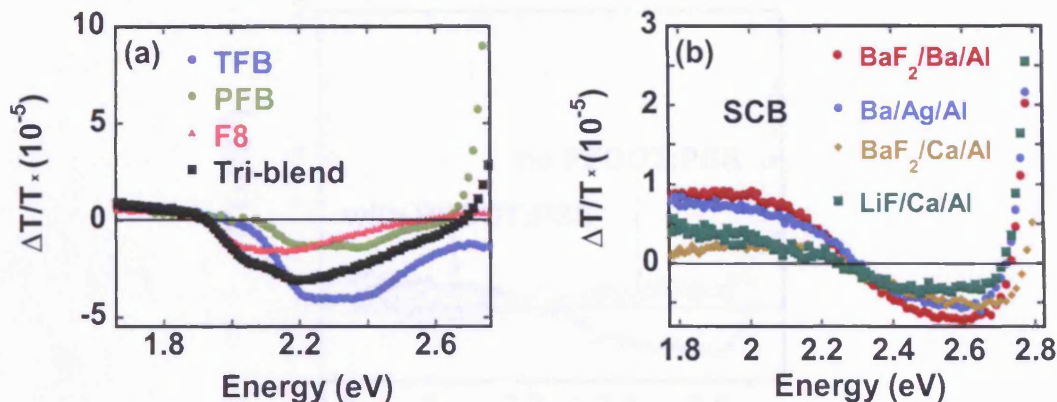 (a)
TFB
PFB
F8
Tri-blend
10
5
0
-5
ΔT/T × (10⁻⁵)
1.8
2.2
2.6
Energy (eV)
(b)
SCB
BaF₂/Ba/Al
Ba/Ag/Al
BaF₂/Ca/Al
LiF/Ca/Al
3
2
1
0
ΔT/T × (10⁻⁵)
1.8
2
2.2
2.4
2.6
2.8
Energy (eV)